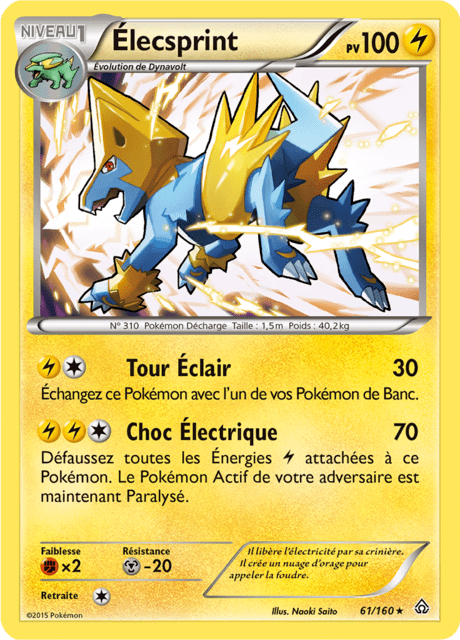 NIVEAU 1
Élecsprint
PV 100
Évolution de Dynavolt
N° 310 Pokémon Décharge Taille : 1,5m Poids : 40,2kg
Tour Éclair 30
Échangez ce Pokémon avec l'un de vos Pokémon de Banc.
Choc Électrique 70
Défaussez toutes les Énergies attachées à ce
Pokémon. Le Pokémon Actif de votre adversaire est
maintenant Paralysé.
Faiblesse
×2
Résistance
-20
Retraite
Il libère l'électricité par sa crinière.
Il crée un nuage d'orage pour
appeler la foudre.
©2015 Pokémon
Illus. Naoki Saito
61/160 ★